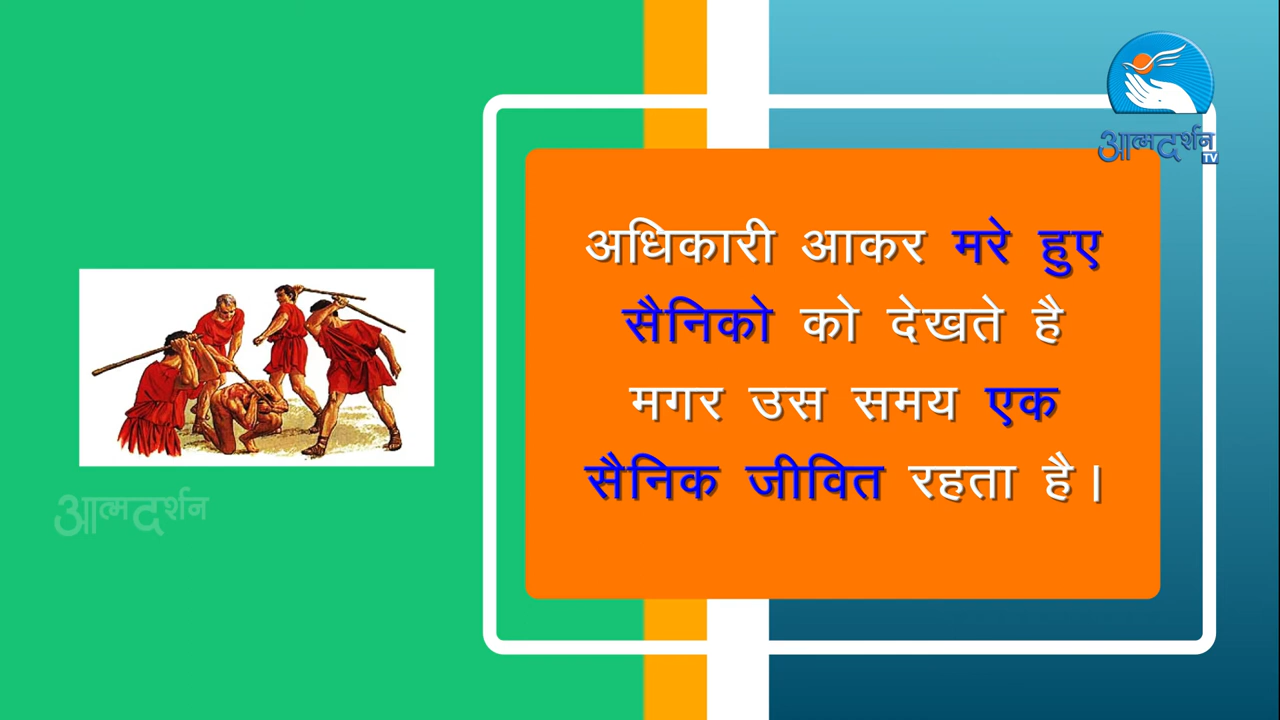 आत्मदर्शन
TV
अधिकारी आकर मरे हुए
सैनिको को देखते है
मगर उस समय एक
सैनिक जीवित रहता है।
आत्मदर्शन